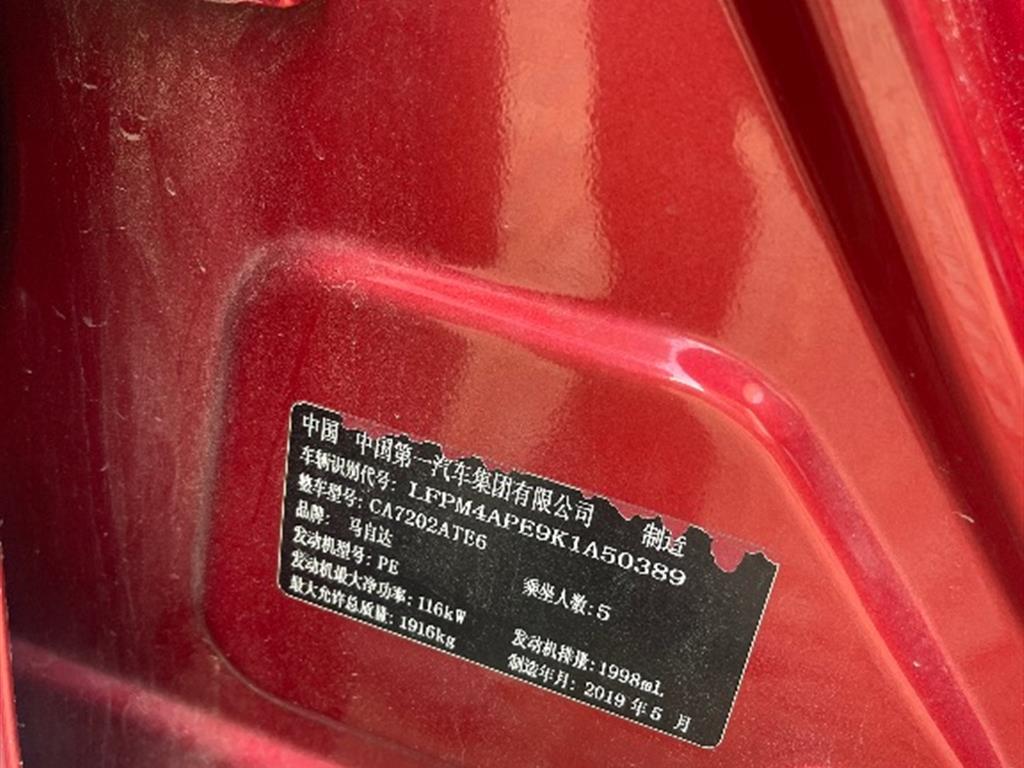 中国 中国第一汽车集团有限公司 制造
车辆识别代号: LFPM4APE9K1A50389
整车型号: CA7202ATE6
品牌: 马自达 乘坐人数: 5
发动机型号: PE
发动机最大净功率: 116kW 发动机排量: 1998mL
最大允许总质量: 1916kg 制造年月: 2019 年 5 月